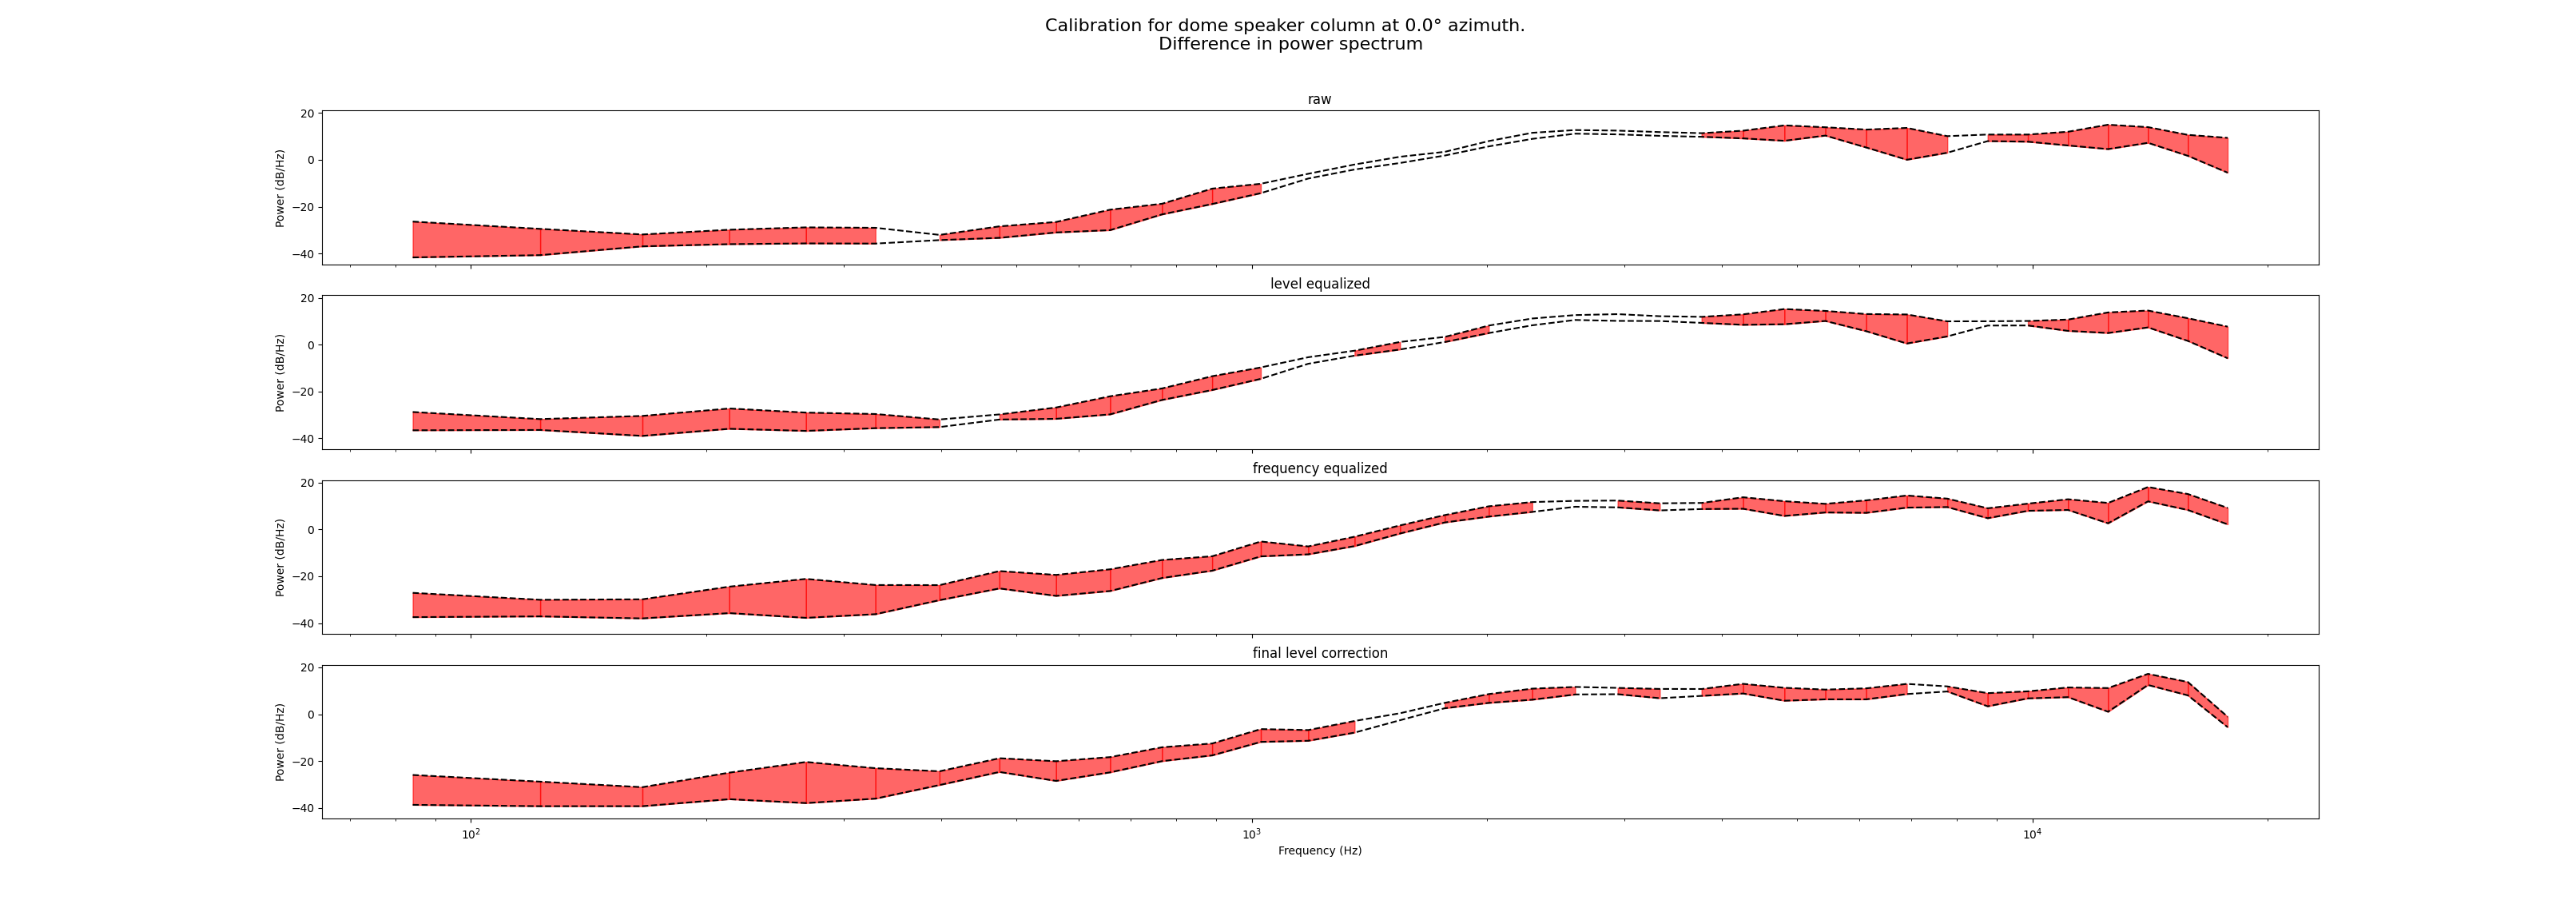 Calibration for dome speaker column at 0.0° azimuth.
Difference in power spectrum
raw
20
0
−20
−40
Power (dB/Hz)
level equalized
20
0
−20
−40
Power (dB/Hz)
frequency equalized
20
0
−20
−40
Power (dB/Hz)
final level correction
20
0
−20
−40
Power (dB/Hz)
10² 10³ 10⁴
Frequency (Hz)